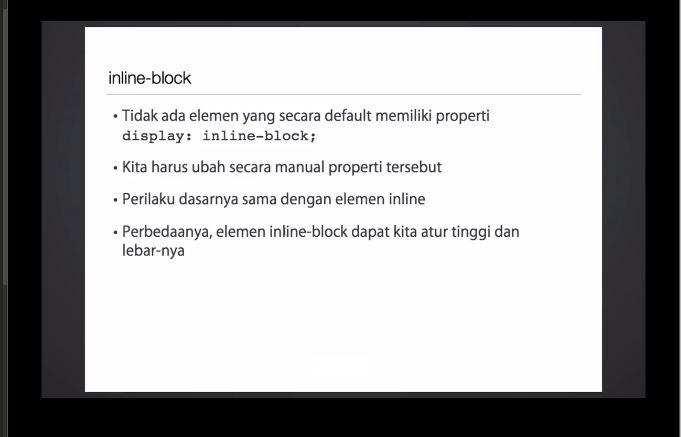 inline-block
• Tidak ada elemen yang secara default memiliki properti
display: inline-block;
• Kita harus ubah secara manual properti tersebut
• Perilaku dasarnya sama dengan elemen inline
• Perbedaanya, elemen inline-block dapat kita atur tinggi dan
lebar-nya